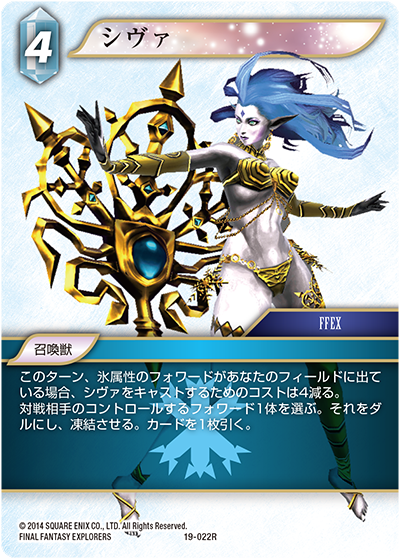 4
シヴァ
FFEX
召喚獣
このターン、氷属性のフォワードがあなたのフィールドに出て
いる場合、シヴァをキャストするためのコストは4減る。
対戦相手のコントロールするフォワード1体を選ぶ。それをダ
ルにし、凍結させる。カードを1枚引く。
© 2014 SQUARE ENIX CO., LTD. All Rights Reserved.
FINAL FANTASY EXPLORERS
19-022R